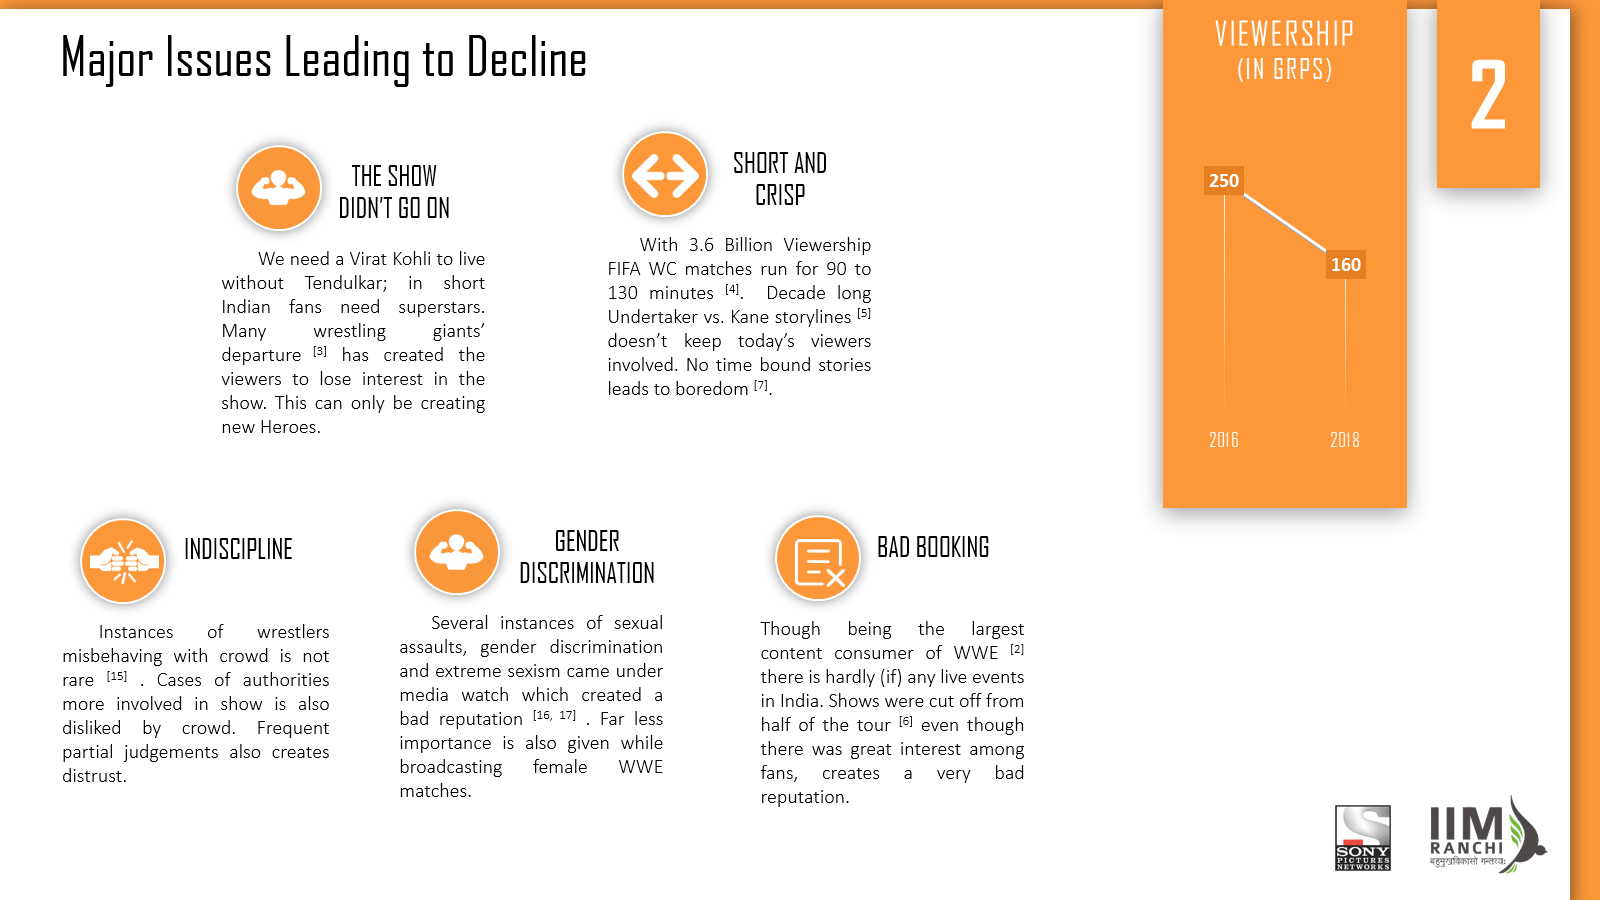 Major Issues Leading to Decline
VIEWERSHIP
(IN GRPS)
2
250
160
2016
2018
THE SHOW
DIDN'T GO ON
We need a Virat Kohli to live
without Tendulkar; in short
Indian fans need superstars.
Many wrestling giants'
departure [3] has created the
viewers to lose interest in the
show. This can only be creating
new Heroes.
SHORT AND
CRISP
With 3.6 Billion Viewership
FIFA WC matches run for 90 to
130 minutes [4]. Decade long
Undertaker vs. Kane storylines [5]
doesn't keep today's viewers
involved. No time bound stories
leads to boredom [7].
INDISCIPLINE
Instances of wrestlers
misbehaving with crowd is not
rare [15] . Cases of authorities
more involved in show is also
disliked by crowd. Frequent
partial judgements also creates
distrust.
GENDER
DISCRIMINATION
Several instances of sexual
assaults, gender discrimination
and extreme sexism came under
media watch which created a
bad reputation [16, 17] . Far less
importance is also given while
broadcasting female WWE
matches.
BAD BOOKING
Though being the largest
content consumer of WWE [2]
there is hardly (if) any live events
in India. Shows were cut off from
half of the tour [6] even though
there was great interest among
fans, creates a very bad
reputation.
S
SONY
PICTURES
NETWORKS
IIM
RANCHI
बहुमुखविकासो गन्तव्यः